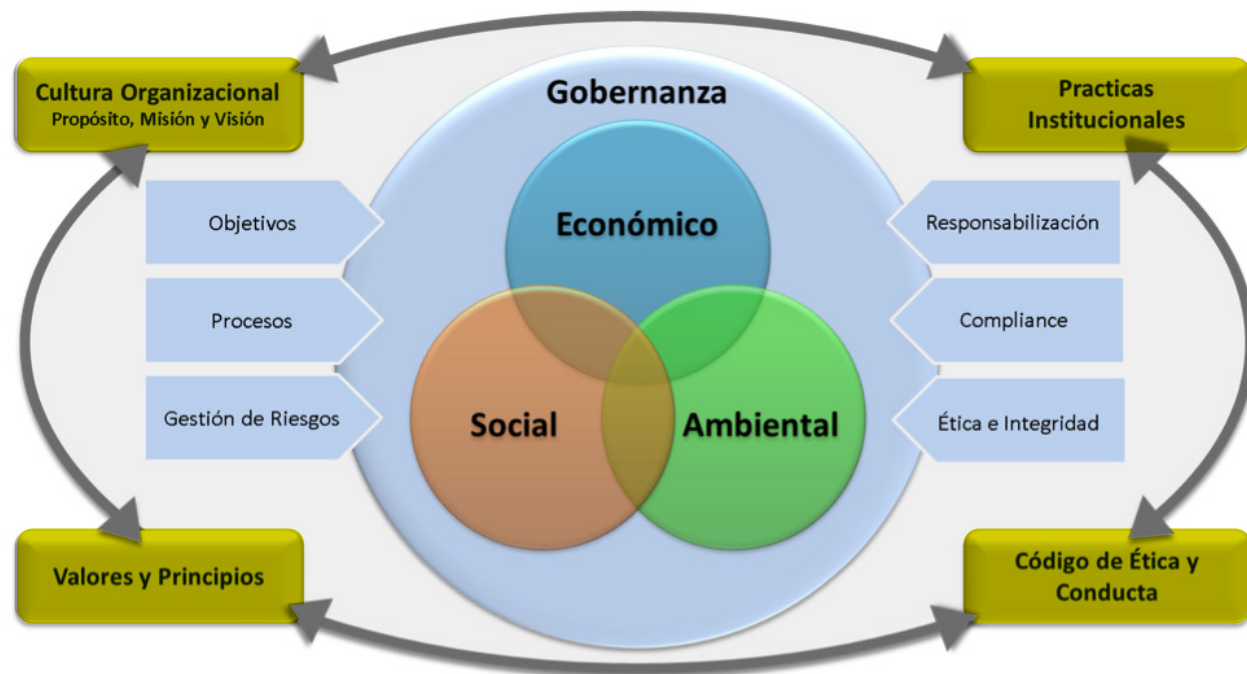 Cultura Organizacional
Propósito, Misión y Visión
Practicas
Institucionales
Gobernanza
Económico
Social
Ambiental
Objetivos
Procesos
Gestión de Riesgos
Responsabilización
Compliance
Ética e Integridad
Valores y Principios
Código de Ética y
Conducta